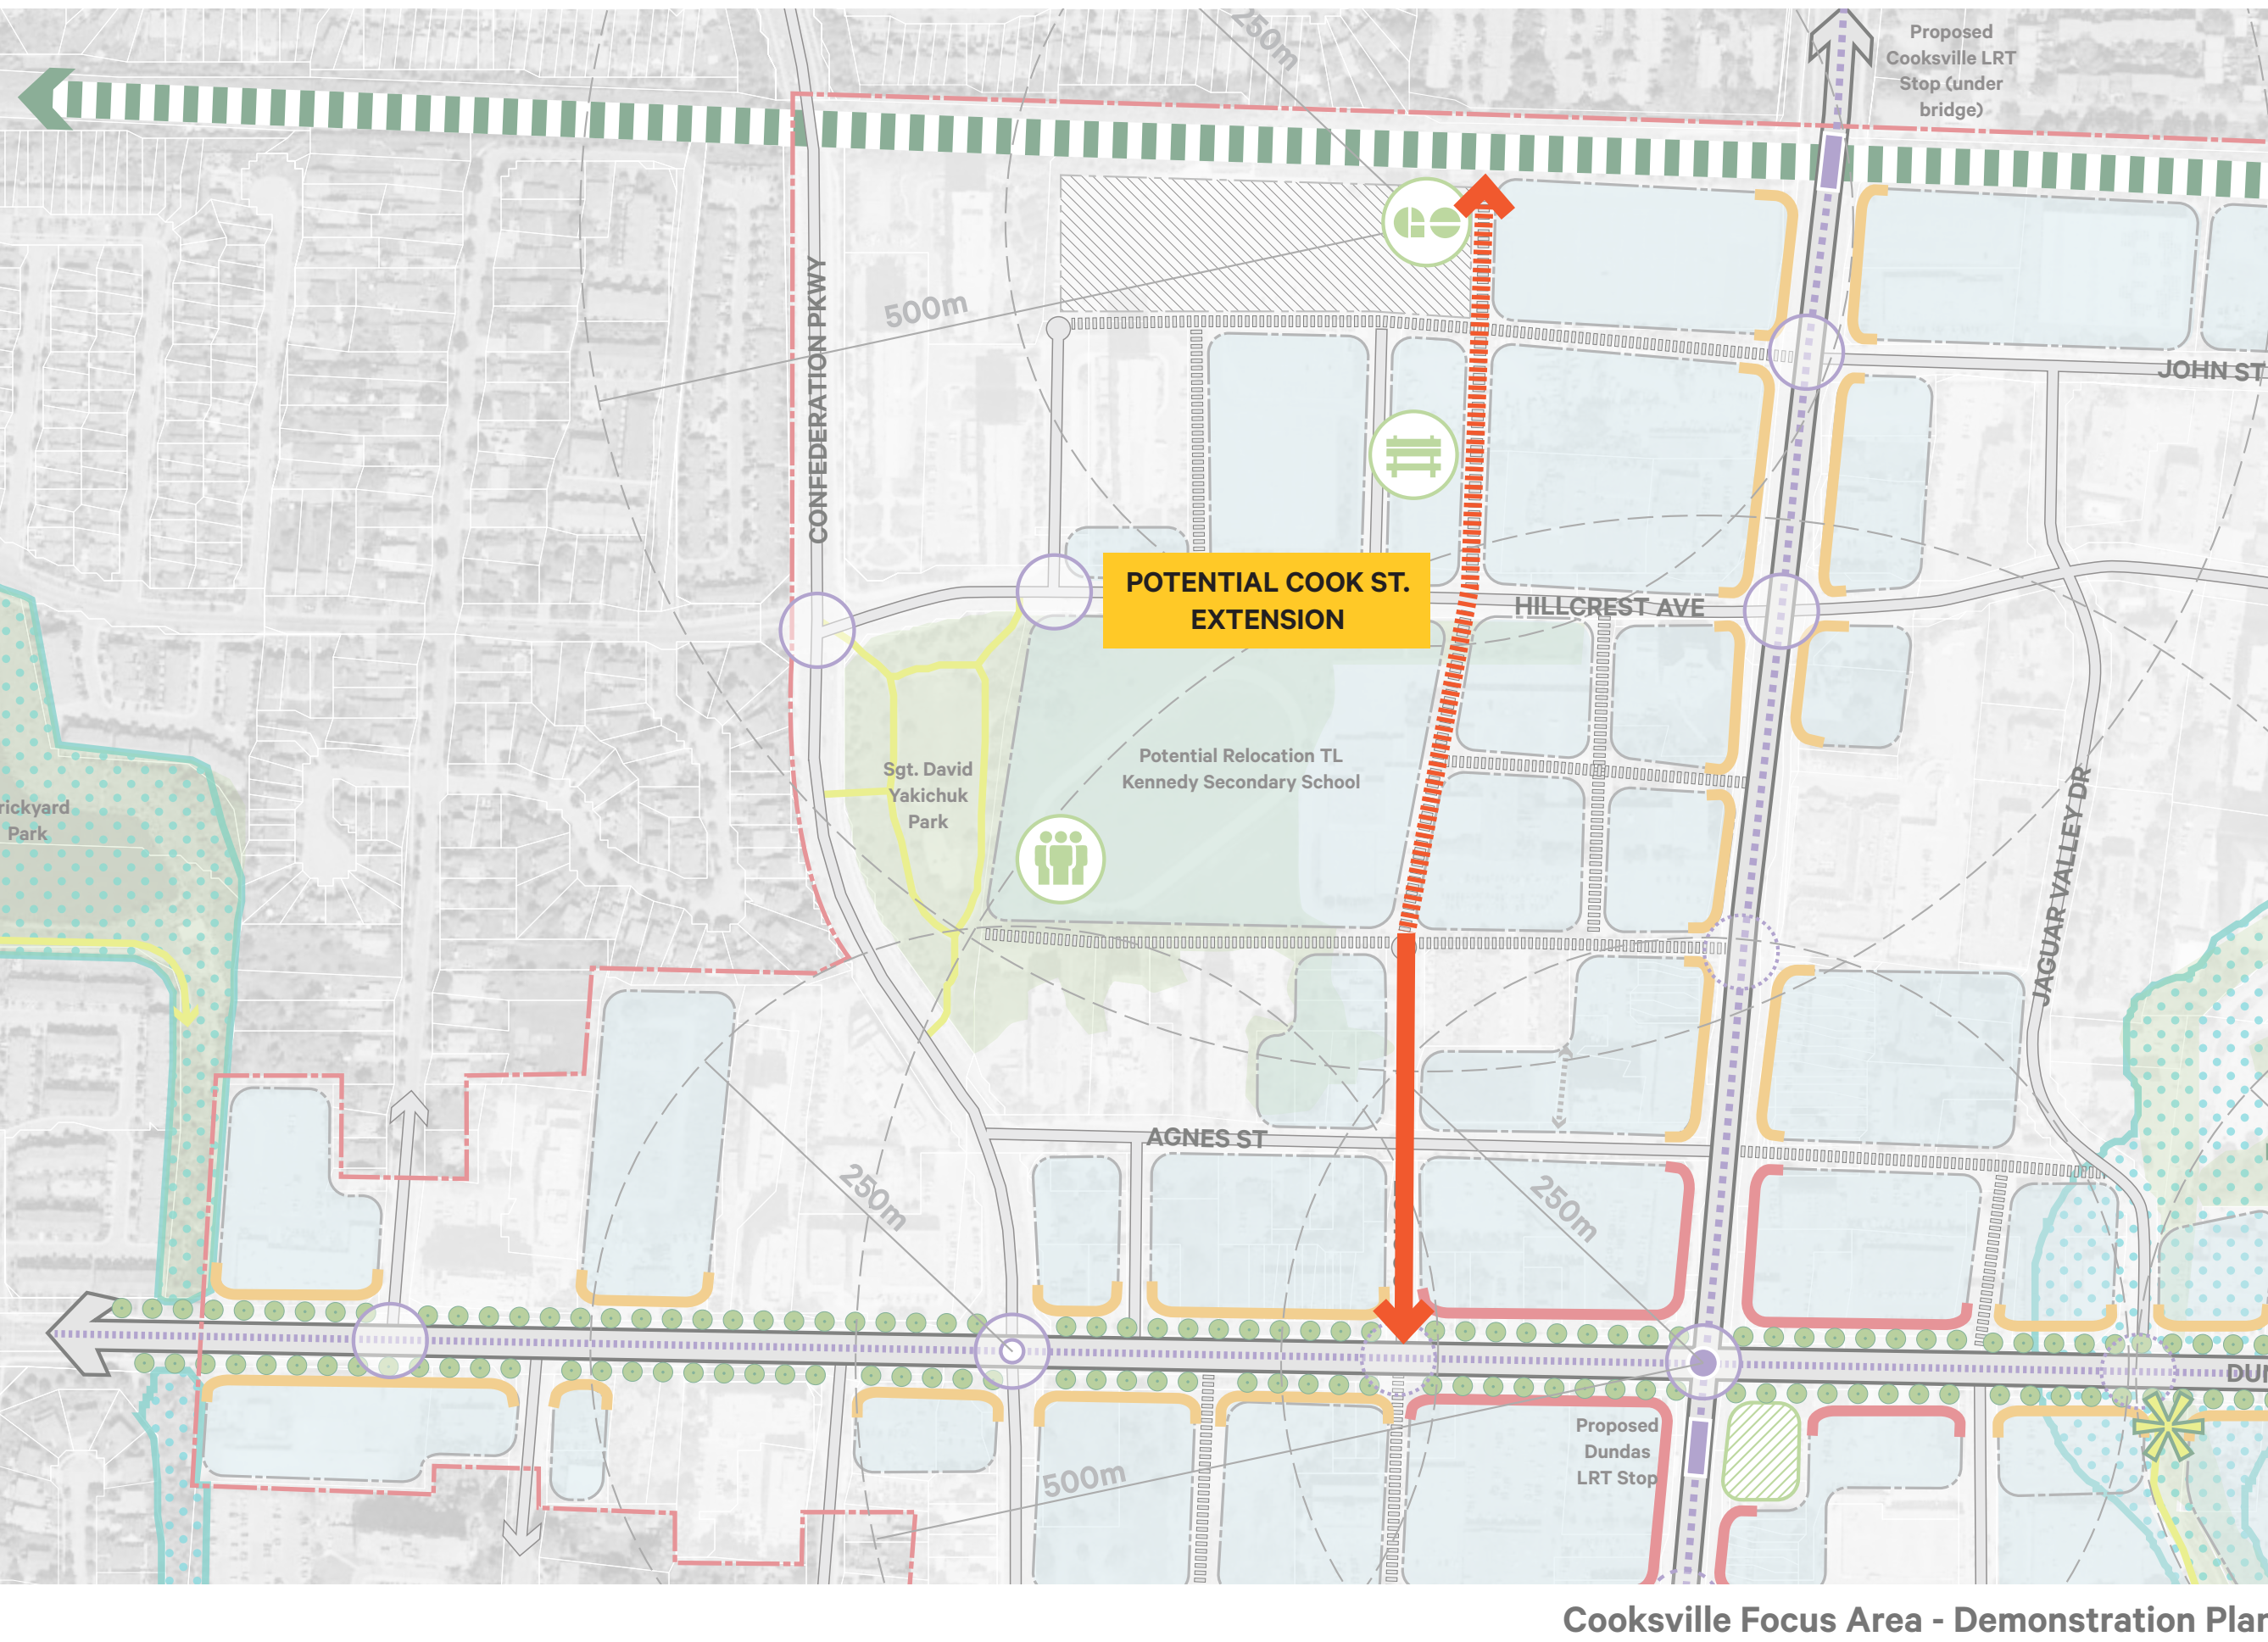 250m
Proposed
Cooksville LRT
Stop (under
bridge)
500m
CONFEDERATION PKWY
JOHN ST
POTENTIAL COOK ST.
EXTENSION
HILLCREST AVE
Potential Relocation TL
Kennedy Secondary School
Sgt. David
Yakichuk
Park
rickyard
Park
JAGUAR VALLEY DR
AGNES ST
250m
250m
DUN
Proposed
Dundas
LRT Stop
500m
Cooksville Focus Area - Demonstration Plan